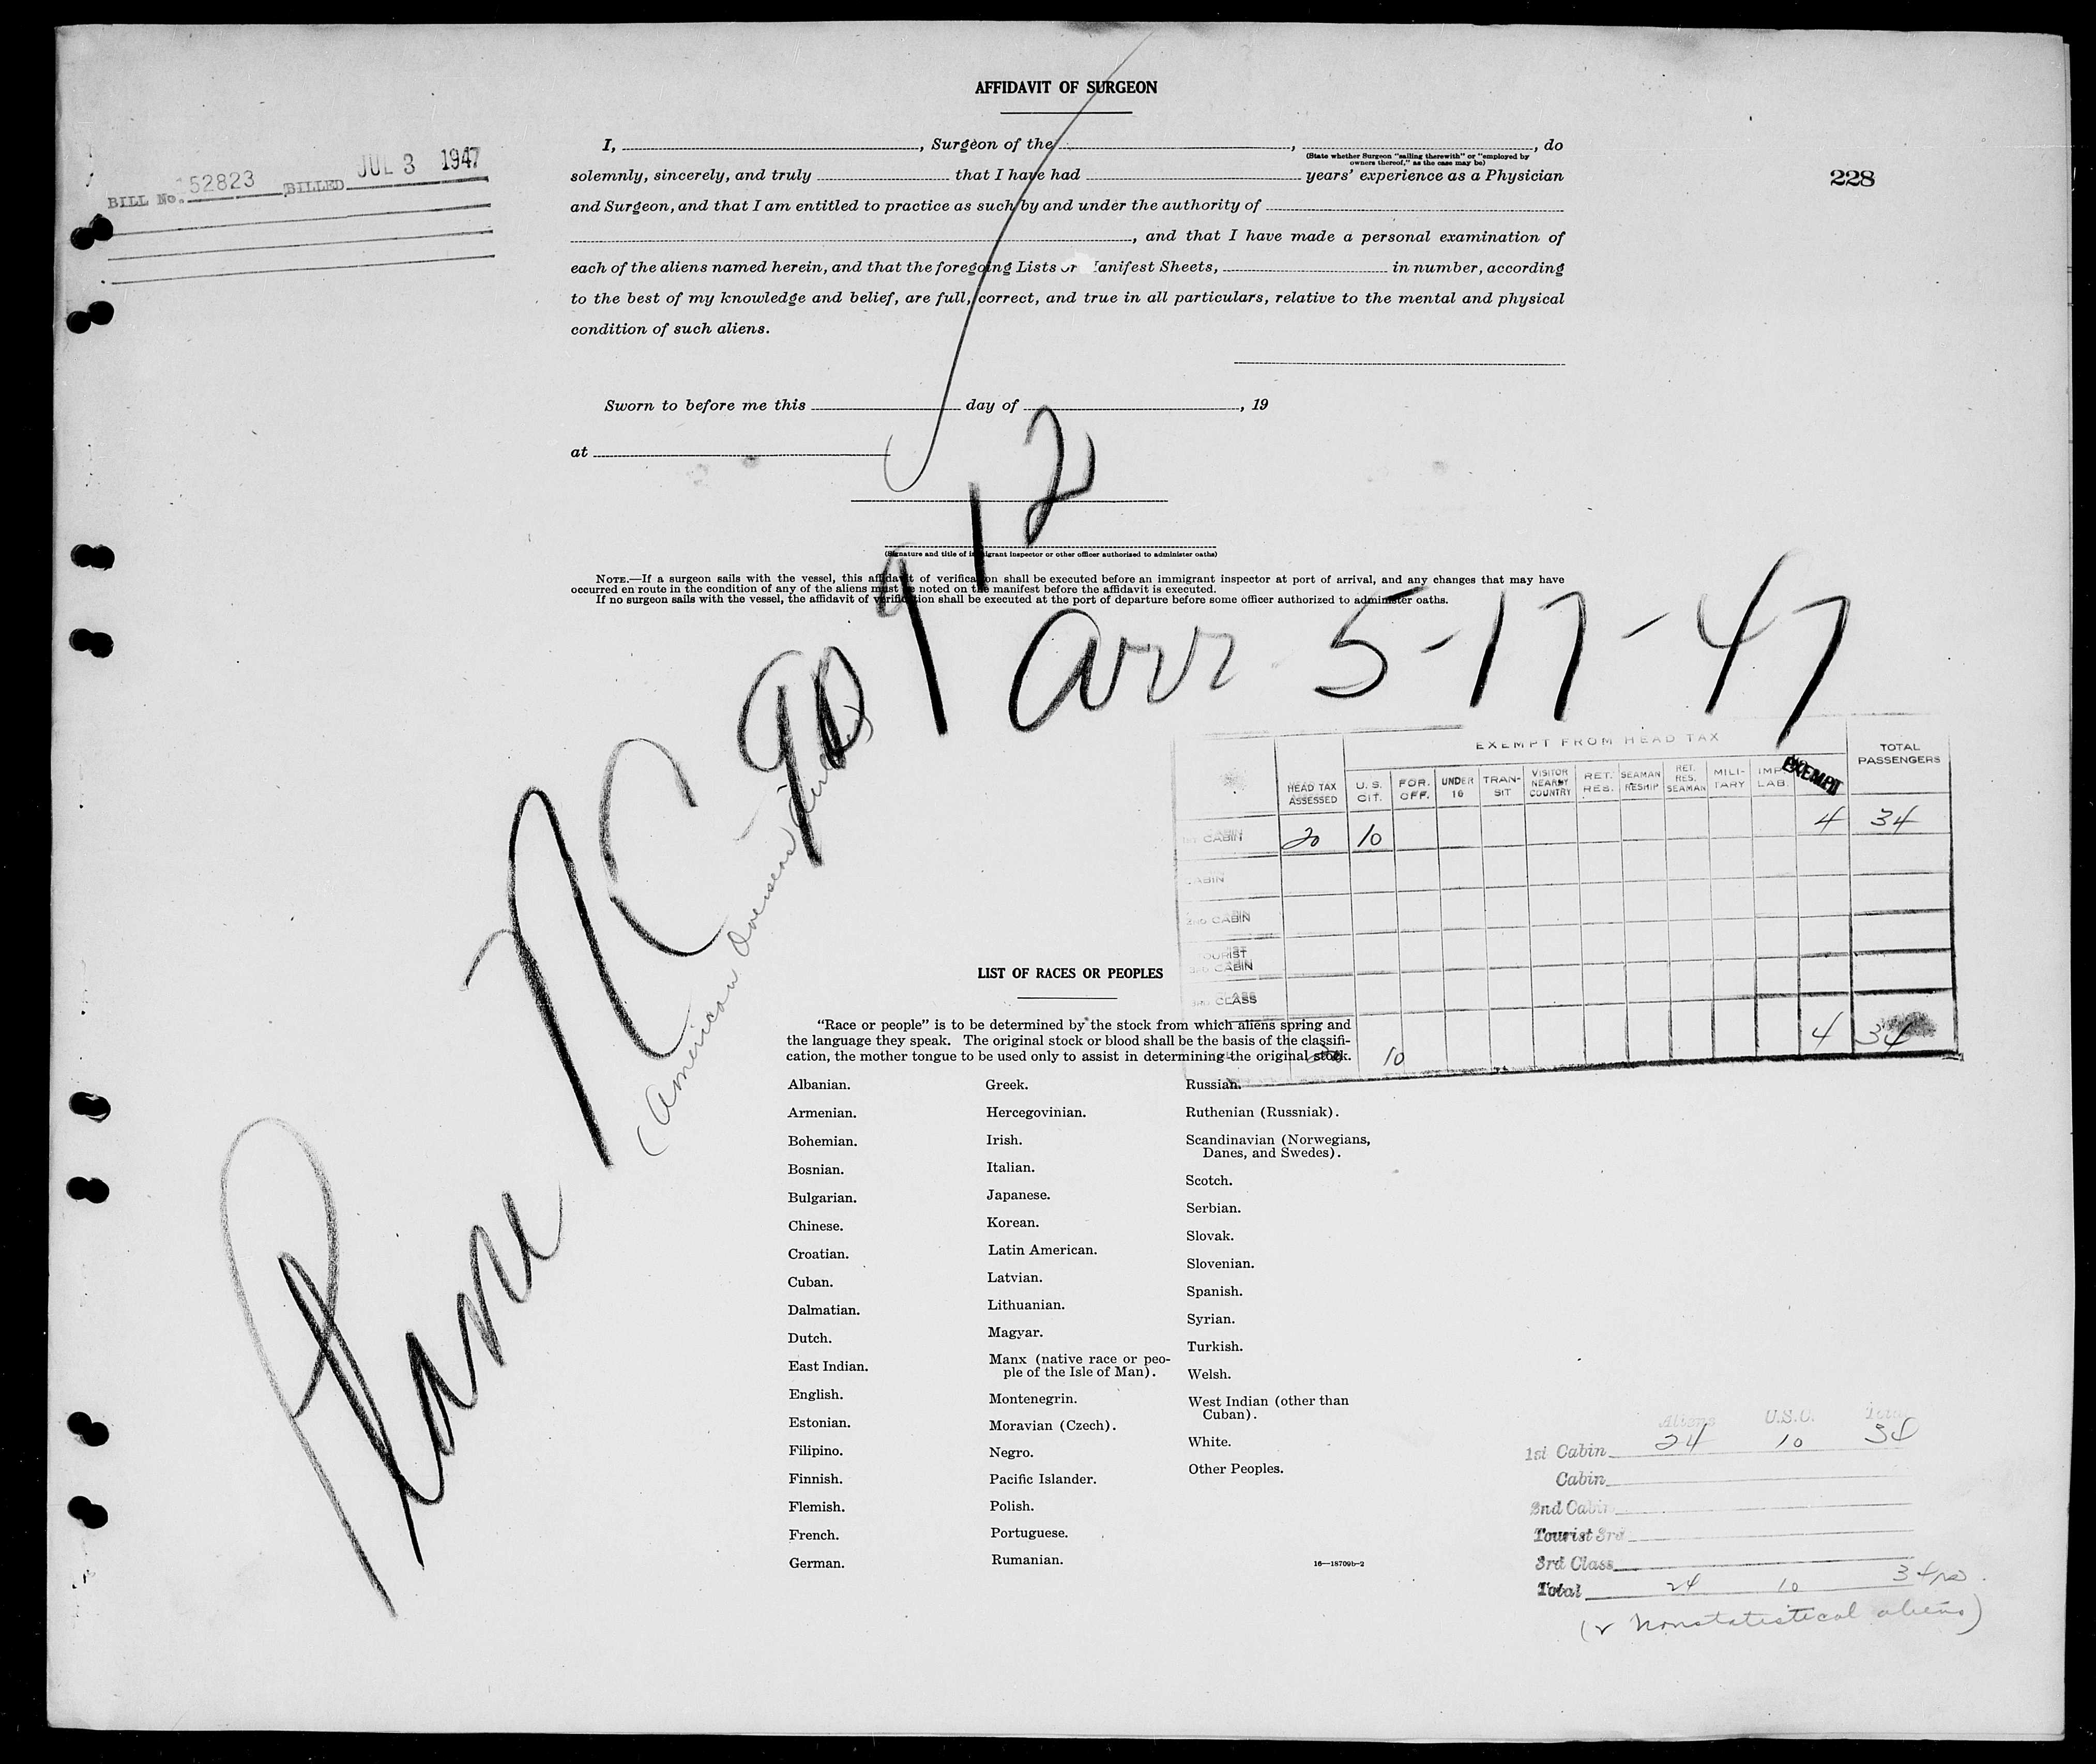 AFFIDAVIT OF SURGEON
BILL No. 52823 BILLED JUL 3 1947
228
I, , Surgeon of the , , do
(State whether Surgeon "sailing therewith" or "employed by
owners thereof," as the case may be)
solemnly, sincerely, and truly that I have had years' experience as a Physician
and Surgeon, and that I am entitled to practice as such by and under the authority of
, and that I have made a personal examination of
each of the aliens named herein, and that the foregoing Lists or Manifest Sheets, in number, according
to the best of my knowledge and belief, are full, correct, and true in all particulars, relative to the mental and physical
condition of such aliens.
Sworn to before me this day of , 19
at
(Signature and title of immigrant inspector or other officer authorized to administer oaths)
NOTE.—If a surgeon sails with the vessel, this affidavit of verification shall be executed before an immigrant inspector at port of arrival, and any changes that may have
occurred en route in the condition of any of the aliens must be noted on the manifest before the affidavit is executed.
If no surgeon sails with the vessel, the affidavit of verification shall be executed at the port of departure before some officer authorized to administer oaths.
Plane NC 90912
(American Overseas
arr 5-17-47
EXEMPT FROM HEAD TAX
HEAD TAX ASSESSED U.S. CIT. FOR. OFF. UNDER 16 TRANSIT VISITOR NEARBY COUNTRY RET. RES. SEAMAN RESHIP RET. RES. SEAMAN MILITARY IMP. LAB. EXEMPT TOTAL PASSENGERS
CABIN 20 10 4 34
CABIN
2ND CABIN
TOURIST
3RD CABIN
3RD CLASS
20 10 4 34
LIST OF RACES OR PEOPLES
"Race or people" is to be determined by the stock from which aliens spring and
the language they speak. The original stock or blood shall be the basis of the classifi-
cation, the mother tongue to be used only to assist in determining the original stock.
Albanian.
Armenian.
Bohemian.
Bosnian.
Bulgarian.
Chinese.
Croatian.
Cuban.
Dalmatian.
Dutch.
East Indian.
English.
Estonian.
Filipino.
Finnish.
Flemish.
French.
German.
Greek.
Hercegovinian.
Irish.
Italian.
Japanese.
Korean.
Latin American.
Latvian.
Lithuanian.
Magyar.
Manx (native race or peo-
ple of the Isle of Man).
Montenegrin.
Moravian (Czech).
Negro.
Pacific Islander.
Polish.
Portuguese.
Rumanian.
Russian.
Ruthenian (Russniak).
Scandinavian (Norwegians,
Danes, and Swedes).
Scotch.
Serbian.
Slovak.
Slovenian.
Spanish.
Syrian.
Turkish.
Welsh.
West Indian (other than
Cuban).
White.
Other Peoples.
16—18709b-2
Aliens U.S.C. Total
1st Cabin 24 10 34
Cabin
2nd Cabin
Tourist 3rd
3rd Class
Total 24 10 34
nonstatistical aliens)